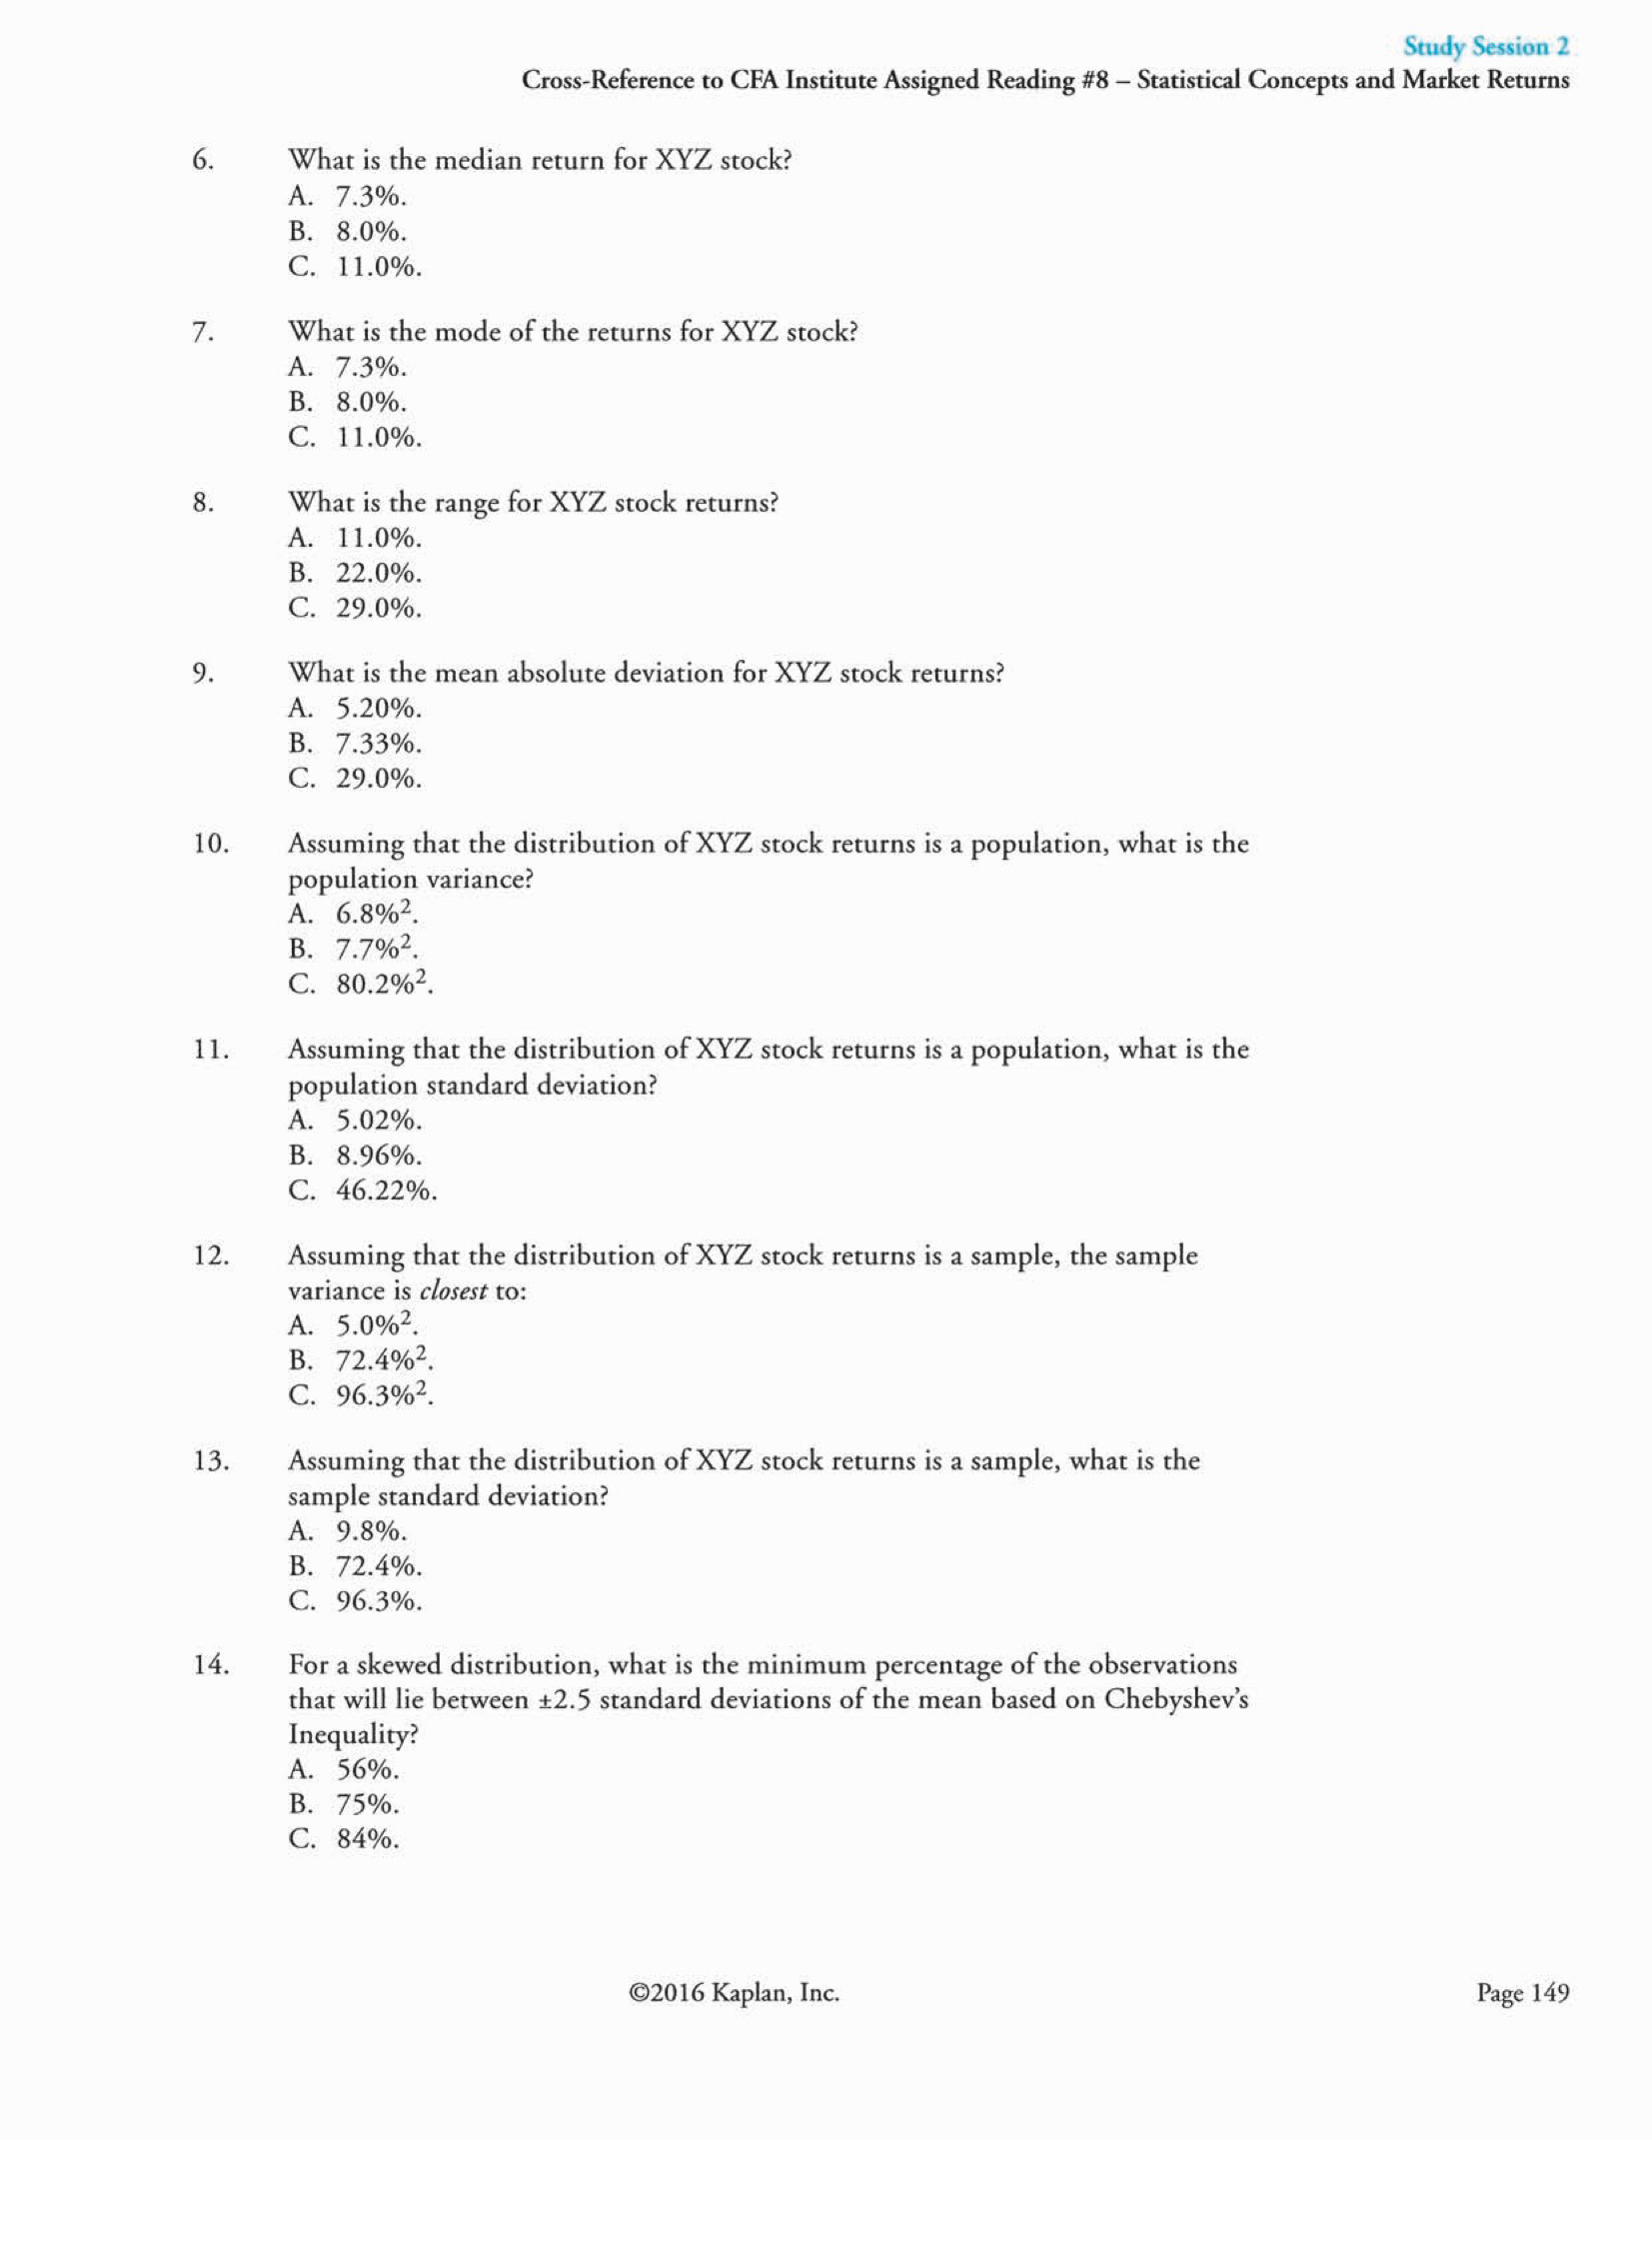 Study Session 2
Cross-Reference to CFA Institute Assigned Reading #8 – Statistical Concepts and Market Returns
6. What is the median return for XYZ stock?
A. 7.3%.
B. 8.0%.
C. 11.0%.
7. What is the mode of the returns for XYZ stock?
A. 7.3%.
B. 8.0%.
C. 11.0%.
8. What is the range for XYZ stock returns?
A. 11.0%.
B. 22.0%.
C. 29.0%.
9. What is the mean absolute deviation for XYZ stock returns?
A. 5.20%.
B. 7.33%.
C. 29.0%.
10. Assuming that the distribution of XYZ stock returns is a population, what is the
population variance?
A. 6.8%².
B. 7.7%².
C. 80.2%².
11. Assuming that the distribution of XYZ stock returns is a population, what is the
population standard deviation?
A. 5.02%.
B. 8.96%.
C. 46.22%.
12. Assuming that the distribution of XYZ stock returns is a sample, the sample
variance is closest to:
A. 5.0%².
B. 72.4%².
C. 96.3%².
13. Assuming that the distribution of XYZ stock returns is a sample, what is the
sample standard deviation?
A. 9.8%.
B. 72.4%.
C. 96.3%.
14. For a skewed distribution, what is the minimum percentage of the observations
that will lie between ±2.5 standard deviations of the mean based on Chebyshev's
Inequality?
A. 56%.
B. 75%.
C. 84%.
©2016 Kaplan, Inc.
Page 149